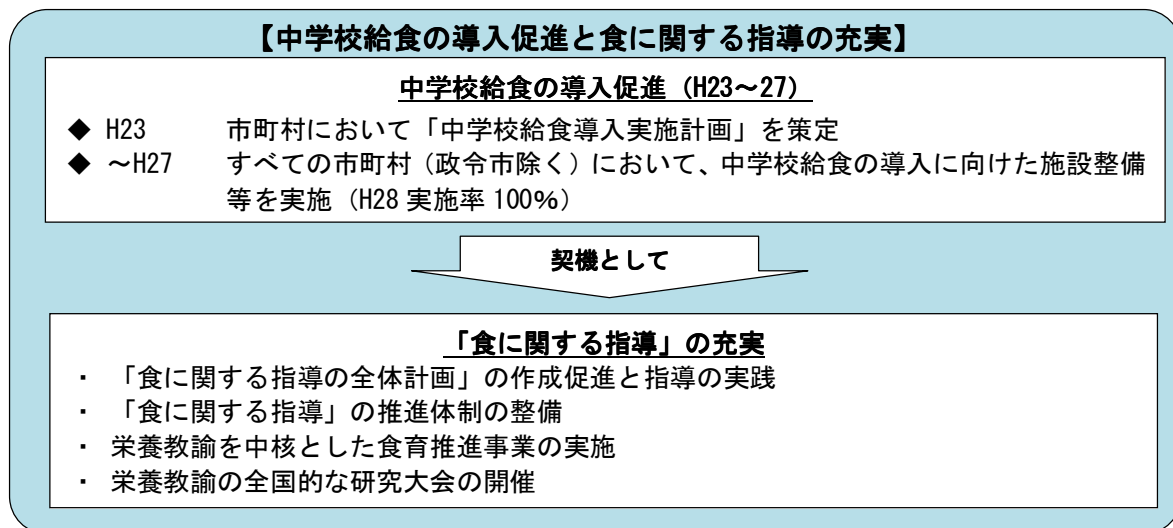 【中学校給食の導入促進と食に関する指導の充実】
中学校給食の導入促進（H23～27）
◆ H23 市町村において「中学校給食導入実施計画」を策定
◆ ～H27 すべての市町村（政令市除く）において、中学校給食の導入に向けた施設整備
等を実施（H28 実施率 100％）
契機として
「食に関する指導」の充実
・ 「食に関する指導の全体計画」の作成促進と指導の実践
・ 「食に関する指導」の推進体制の整備
・ 栄養教諭を中核とした食育推進事業の実施
・ 栄養教諭の全国的な研究大会の開催